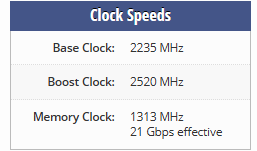 Clock Speeds
Base Clock: 2235 MHz
Boost Clock: 2520 MHz
Memory Clock: 1313 MHz
21 Gbps effective